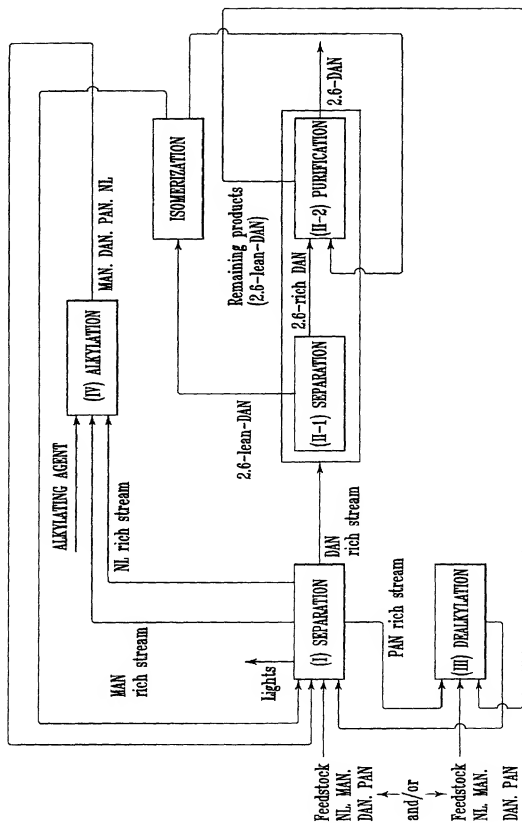 ALKYLATING AGENT
(IV) ALKYLATION
MAN. DAN. PAN. NL
ISOMERIZATION
MAN
rich stream
NL rich stream
2.6-lean-DAN
Remaining products
(2.6-lean-DAN)
Lights
Feedstock
NL. MAN.
DAN. PAN
(I) SEPARATION
DAN
rich stream
(II-1) SEPARATION
2.6-rich DAN
(II-2) PURIFICATION
2.6-DAN
and/or
PAN rich stream
Feedstock
NL. MAN.
DAN. PAN
(III) DEALKYLATION